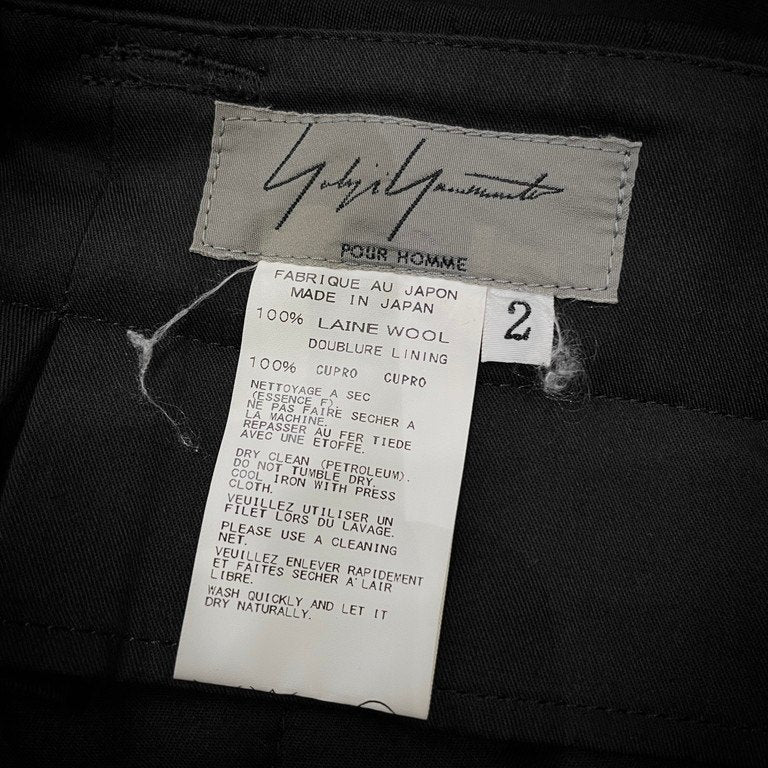 Yohji Yamamoto
POUR HOMME
2
FABRIQUE AU JAPON
MADE IN JAPAN
100% LAINE WOOL
DOUBLURE LINING
100% CUPRO CUPRO
NETTOYAGE A SEC
(ESSENCE F).
NE PAS FAIRE SECHER A
LA MACHINE.
REPASSER AU FER TIEDE
AVEC UNE ETOFFE.
DRY CLEAN (PETROLEUM).
DO NOT TUMBLE DRY.
COOL IRON WITH PRESS
CLOTH.
VEUILLEZ UTILISER UN
FILET LORS DU LAVAGE.
PLEASE USE A CLEANING
NET.
VEUILLEZ ENLEVER RAPIDEMENT
ET FAITES SECHER A'LAIR
LIBRE.
WASH QUICKLY AND LET IT
DRY NATURALLY.